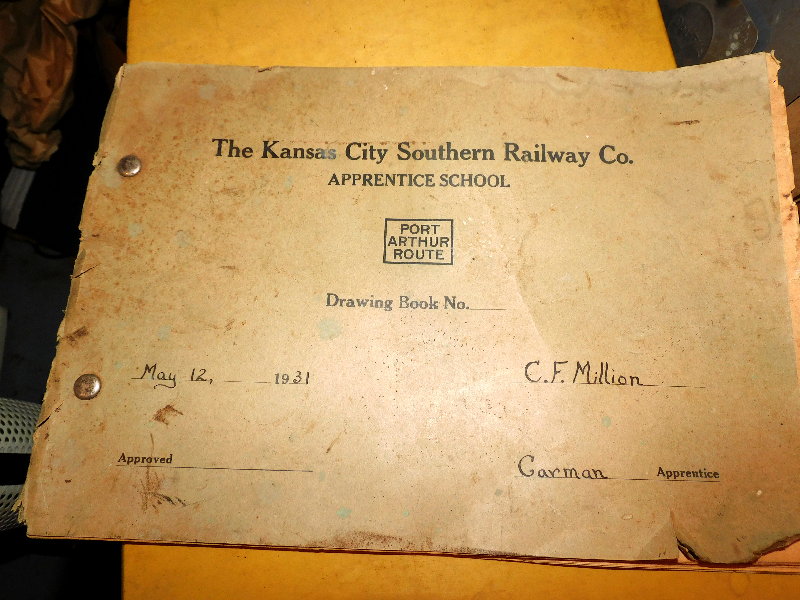 The Kansas City Southern Railway Co.
APPRENTICE SCHOOL
PORT
ARTHUR
ROUTE
Drawing Book No.
May 12, 1931
C.F. Million
Approved
Carman Apprentice